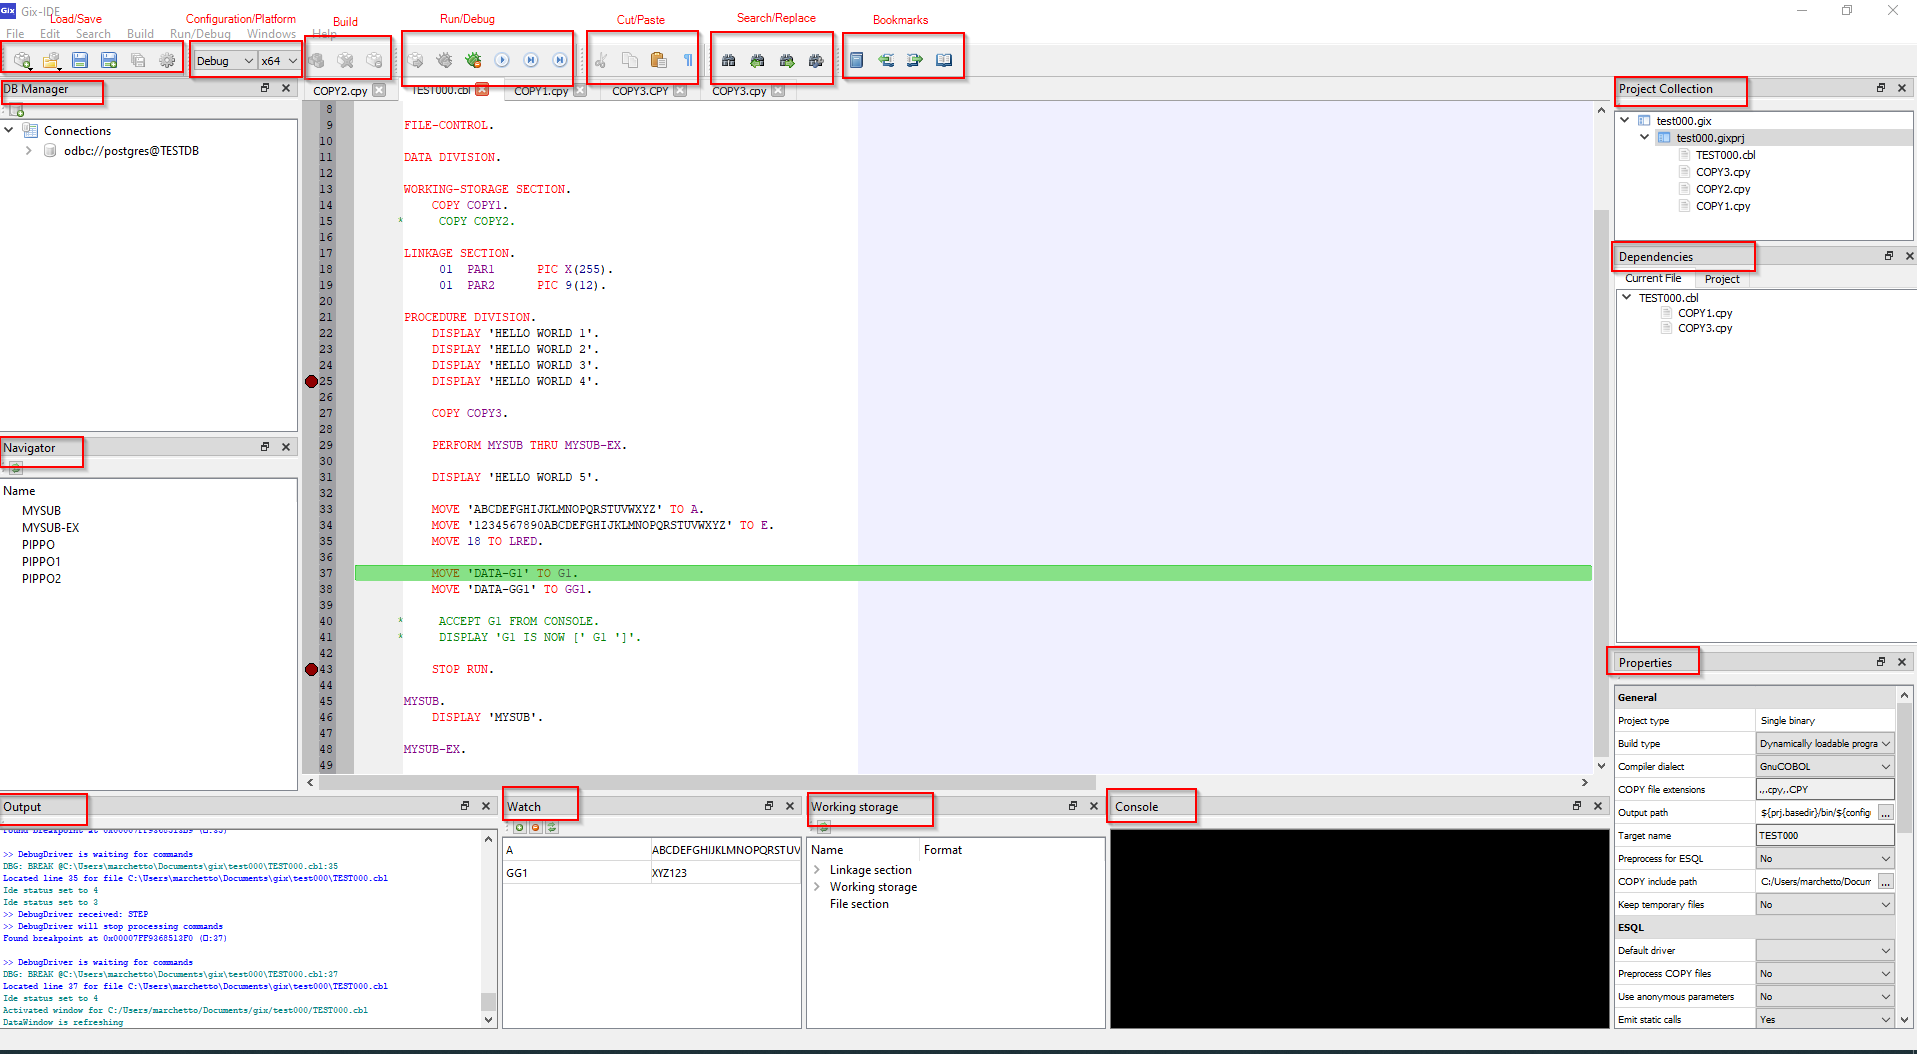 Gix Gix-IDE
Load/Save Configuration/Platform Build Run/Debug Cut/Paste Search/Replace Bookmarks
File Edit Search Build Run/Debug Windows Help
Debug x64
DB Manager
Connections
odbc://postgres@TESTDB
Navigator
Name
MYSUB
MYSUB-EX
PIPPO
PIPPO1
PIPPO2
COPY2.cpy TEST000.cbl COPY1.cpy COPY3.CPY COPY3.cpy
8
9 FILE-CONTROL.
10
11 DATA DIVISION.
12
13 WORKING-STORAGE SECTION.
14 COPY COPY1.
15 * COPY COPY2.
16
17 LINKAGE SECTION.
18 01 PAR1 PIC X(255).
19 01 PAR2 PIC 9(12).
20
21 PROCEDURE DIVISION.
22 DISPLAY 'HELLO WORLD 1'.
23 DISPLAY 'HELLO WORLD 2'.
24 DISPLAY 'HELLO WORLD 3'.
25 DISPLAY 'HELLO WORLD 4'.
26
27 COPY COPY3.
28
29 PERFORM MYSUB THRU MYSUB-EX.
30
31 DISPLAY 'HELLO WORLD 5'.
32
33 MOVE 'ABCDEFGHIJKLMNOPQRSTUVWXYZ' TO A.
34 MOVE '1234567890ABCDEFGHIJKLMNOPQRSTUVWXYZ' TO E.
35 MOVE 18 TO LRED.
36
37 MOVE 'DATA-G1' TO G1.
38 MOVE 'DATA-GG1' TO GG1.
39
40 * ACCEPT G1 FROM CONSOLE.
41 * DISPLAY 'G1 IS NOW [' G1 ']'.
42
43 STOP RUN.
44
45 MYSUB.
46 DISPLAY 'MYSUB'.
47
48 MYSUB-EX.
49
Project Collection
test000.gix
test000.gixprj
TEST000.cbl
COPY3.cpy
COPY2.cpy
COPY1.cpy
Dependencies
Current File Project
TEST000.cbl
COPY1.cpy
COPY3.cpy
Properties
General
Project type Single binary
Build type Dynamically loadable progra
Compiler dialect GnuCOBOL
COPY file extensions .,.cpy,.CPY
Output path ${prj.basedir}/bin/${config ...
Target name TEST000
Preprocess for ESQL No
COPY include path C:/Users/marchetto/Docum ...
Keep temporary files No
ESQL
Default driver
Preprocess COPY files No
Use anonymous parameters No
Emit static calls Yes
Output
>> DebugDriver is waiting for commands
DBG: BREAK @C:\Users\marchetto\Documents\gix\test000\TEST000.cbl:35
Located line 35 for file C:\Users\marchetto\Documents\gix\test000\TEST000.cbl
Ide status set to 4
Ide status set to 3
>> DebugDriver received: STEP
>> DebugDriver will stop processing commands
Found breakpoint at 0x00007FF9368513F0 (□:37)
>> DebugDriver is waiting for commands
DBG: BREAK @C:\Users\marchetto\Documents\gix\test000\TEST000.cbl:37
Located line 37 for file C:\Users\marchetto\Documents\gix\test000\TEST000.cbl
Ide status set to 4
Activated window for C:/Users/marchetto/Documents/gix/test000/TEST000.cbl
DataWindow is refreshing
Watch
A ABCDEFGHIJKLMNOPQRSTUV
GG1 XYZ123
Working storage
Name Format
Linkage section
Working storage
File section
Console